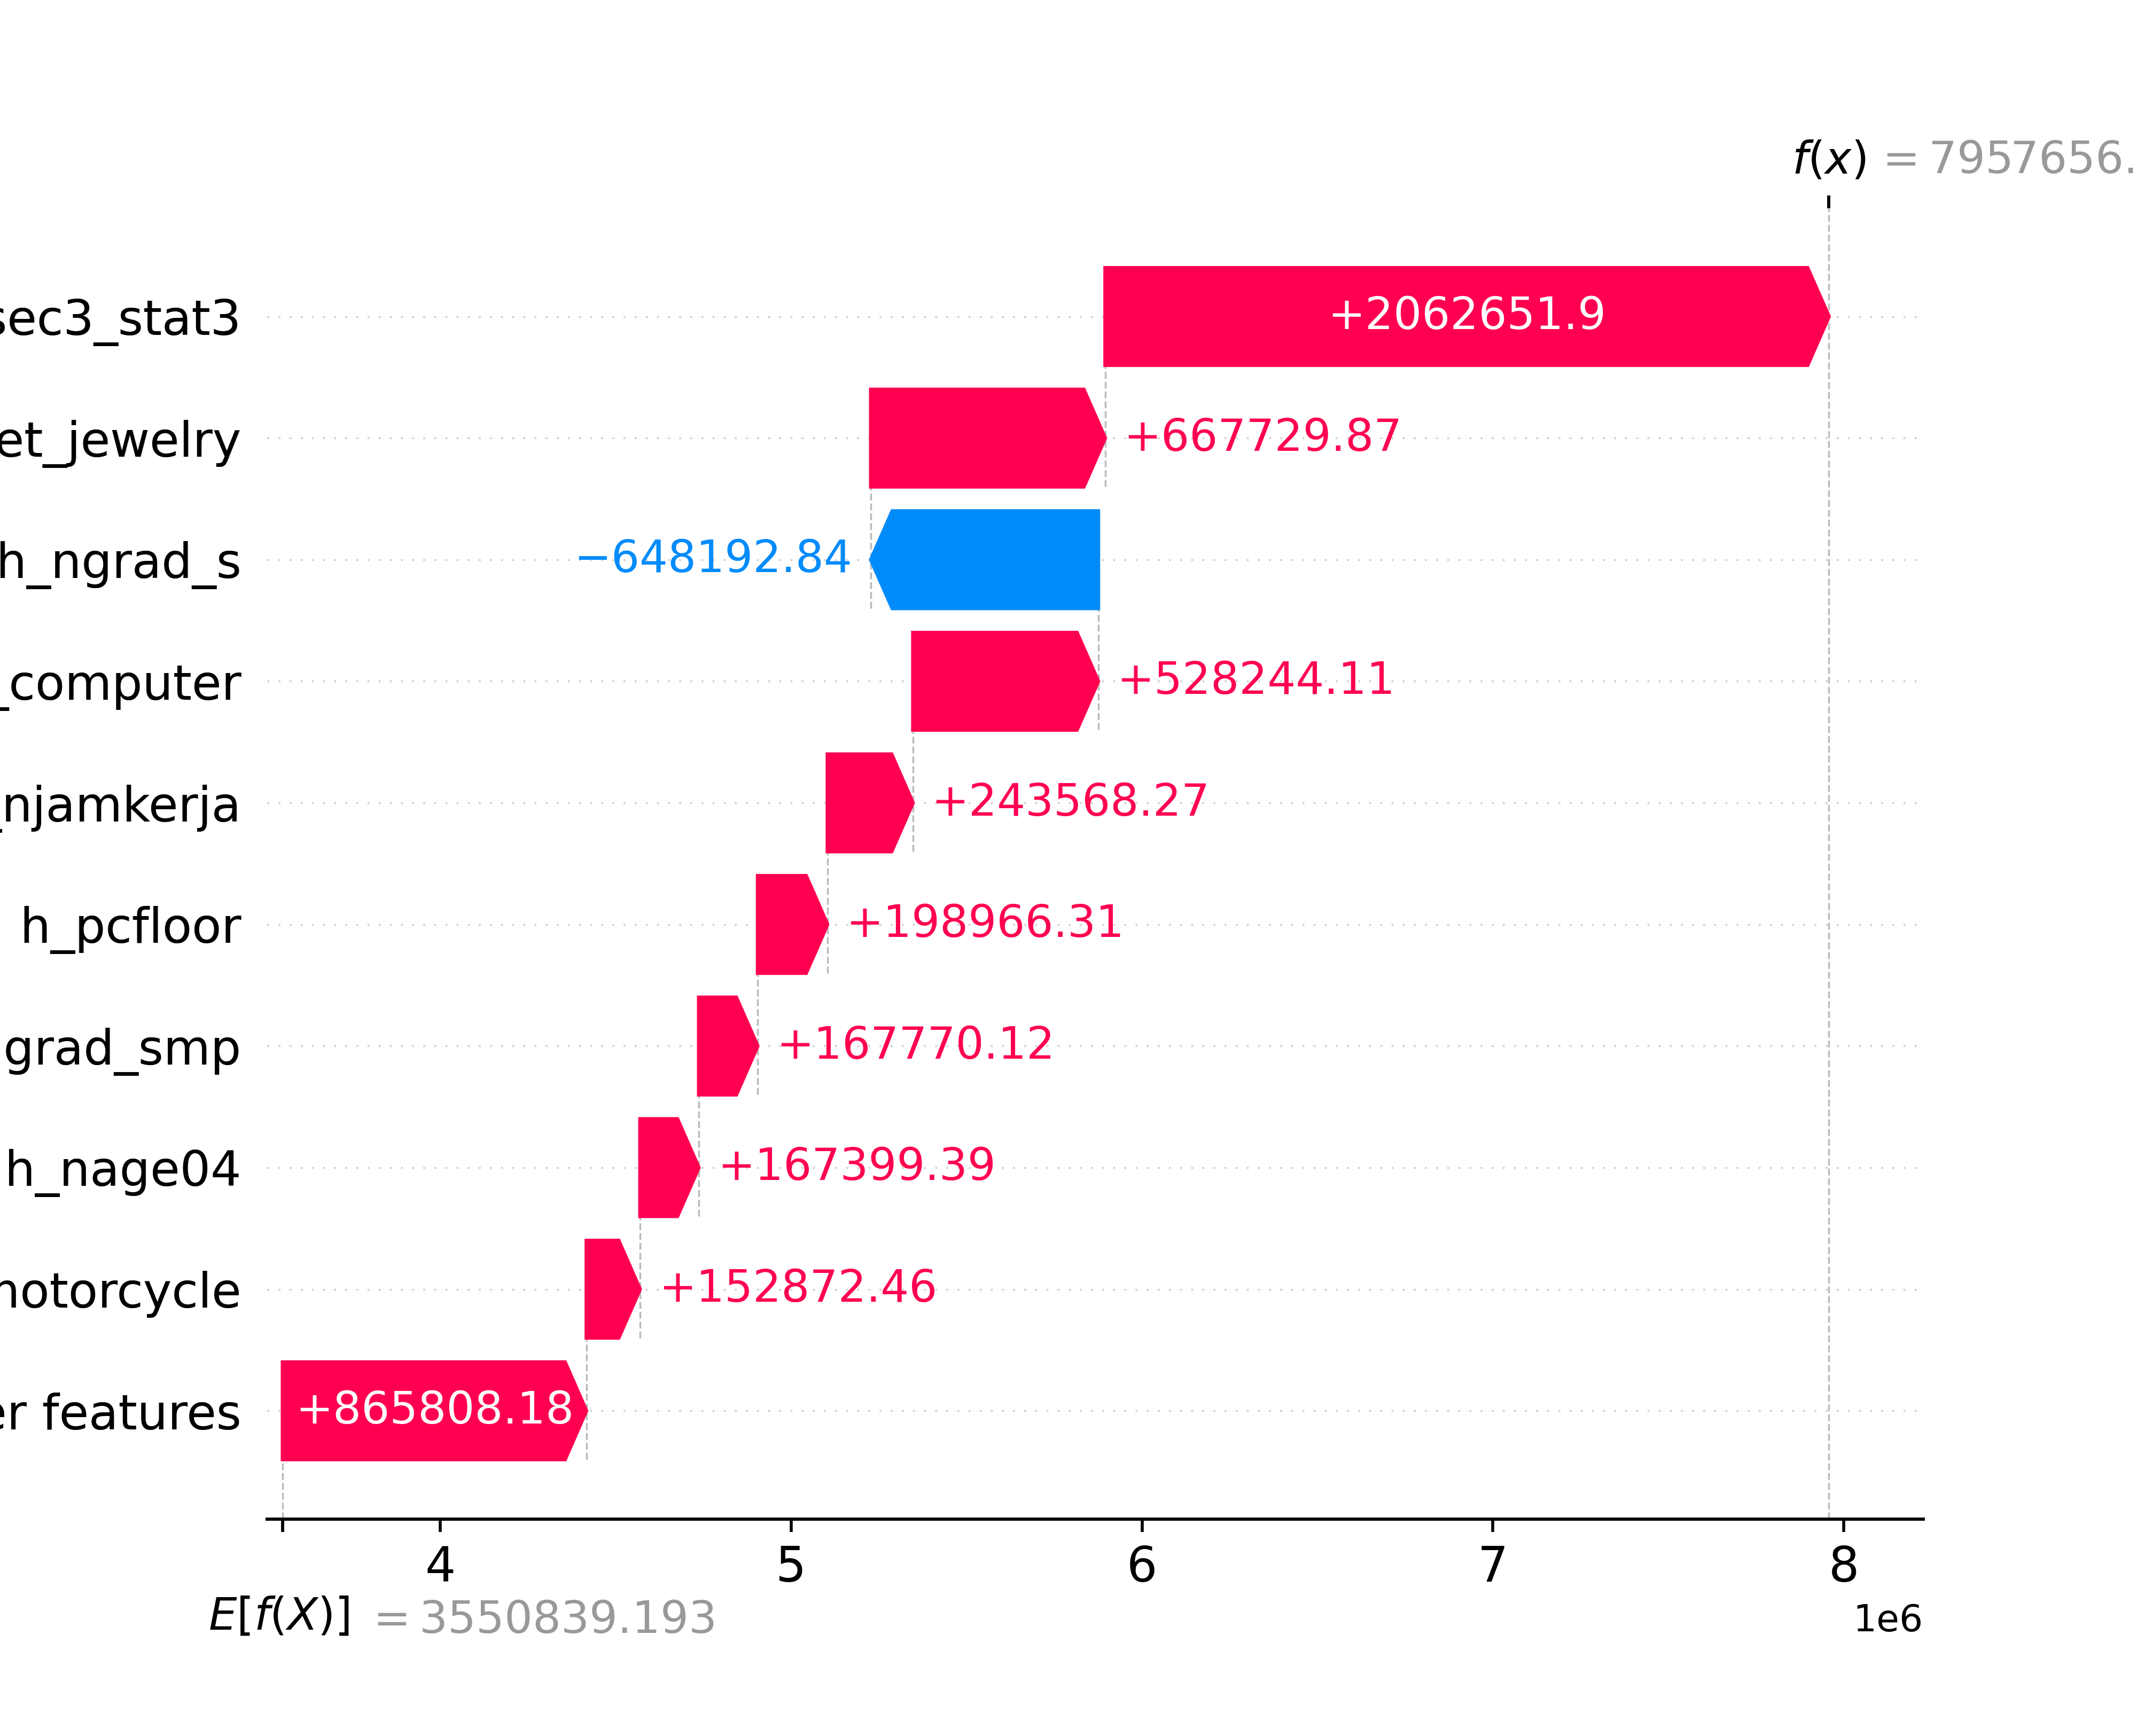 f(x) = 7957656.
sec3_stat3 +2062651.9
et_jewelry +667729.87
h_ngrad_s −648192.84
_computer +528244.11
njamkerja +243568.27
h_pcfloor +198966.31
grad_smp +167770.12
h_nage04 +167399.39
motorcycle +152872.46
er features +865808.18
4 5 6 7 8
E[f(X)] = 3550839.193
1e6